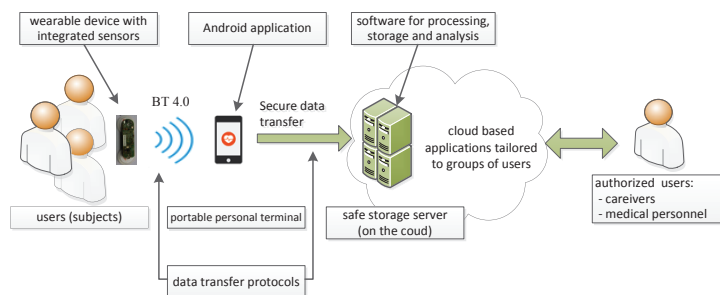 wearable device with
integrated sensors
Android application
software for processing,
storage and analysis
BT 4.0
Secure data
transfer
cloud based
applications tailored
to groups of users
users (subjects)
portable personal terminal
safe storage server
(on the coud)
authorized users:
- careivers
- medical personnel
data transfer protocols